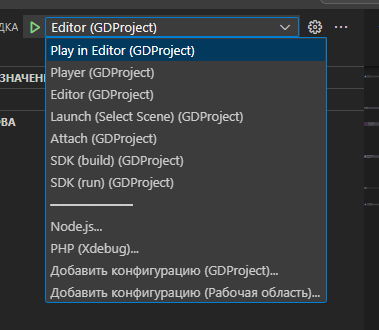 ДКА
Editor (GDProject)
Play in Editor (GDProject)
Player (GDProject)
Editor (GDProject)
Launch (Select Scene) (GDProject)
Attach (GDProject)
SDK (build) (GDProject)
SDK (run) (GDProject)
Node.js...
PHP (Xdebug)...
Добавить конфигурацию (GDProject)...
Добавить конфигурацию (Рабочая область)...
ЗНАЧЕН
ОВА